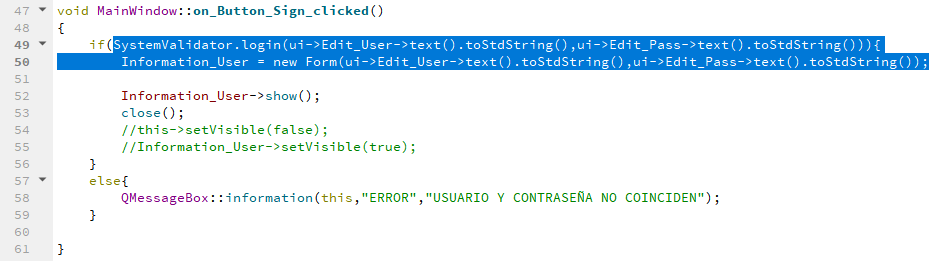 47 void MainWindow::on_Button_Sign_clicked()
48 {
49 if(SystemValidator.login(ui->Edit_User->text().toStdString(),ui->Edit_Pass->text().toStdString())){
50 Information_User = new Form(ui->Edit_User->text().toStdString(),ui->Edit_Pass->text().toStdString());
51
52 Information_User->show();
53 close();
54 //this->setVisible(false);
55 //Information_User->setVisible(true);
56 }
57 else{
58 QMessageBox::information(this,"ERROR","USUARIO Y CONTRASEÑA NO COINCIDEN");
59 }
60
61 }